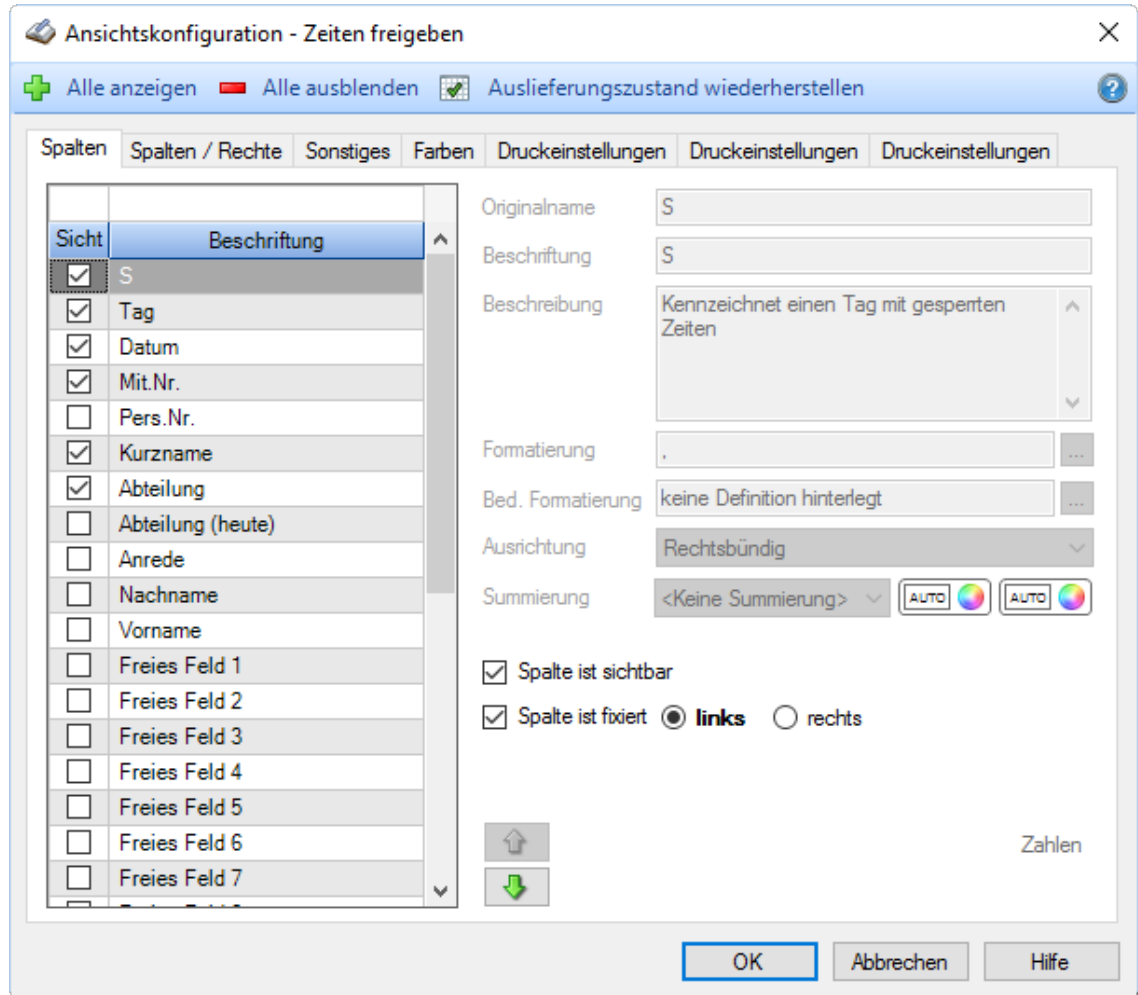 Ansichtskonfiguration - Zeiten freigeben
Alle anzeigen Alle ausblenden Auslieferungszustand wiederherstellen
Spalten Spalten / Rechte Sonstiges Farben Druckeinstellungen Druckeinstellungen Druckeinstellungen
Sicht Beschriftung
S
Tag
Datum
Mit.Nr.
Pers.Nr.
Kurzname
Abteilung
Abteilung (heute)
Anrede
Nachname
Vorname
Freies Feld 1
Freies Feld 2
Freies Feld 3
Freies Feld 4
Freies Feld 5
Freies Feld 6
Freies Feld 7
Originalname S
Beschriftung S
Beschreibung Kennzeichnet einen Tag mit gesperrten
Zeiten
Formatierung , ...
Bed. Formatierung keine Definition hinterlegt ...
Ausrichtung Rechtsbündig
Summierung <Keine Summierung> AUTO AUTO
Spalte ist sichtbar
Spalte ist fixiert links rechts
Zahlen
OK Abbrechen Hilfe